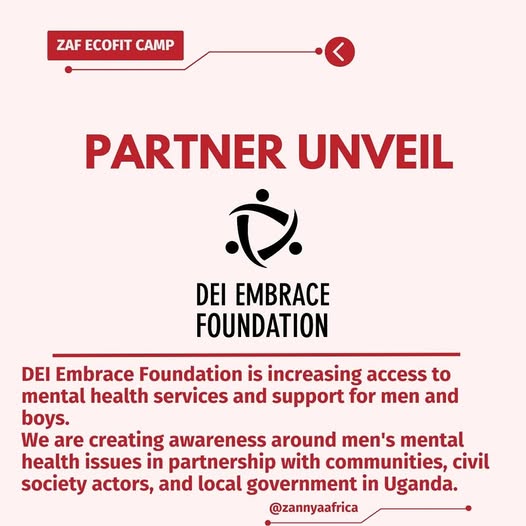 ZAF ECOFIT CAMP
PARTNER UNVEIL
DEI EMBRACE
FOUNDATION
DEI Embrace Foundation is increasing access to
mental health services and support for men and
boys.
We are creating awareness around men's mental
health issues in partnership with communities, civil
society actors, and local government in Uganda.
@zannyaafrica